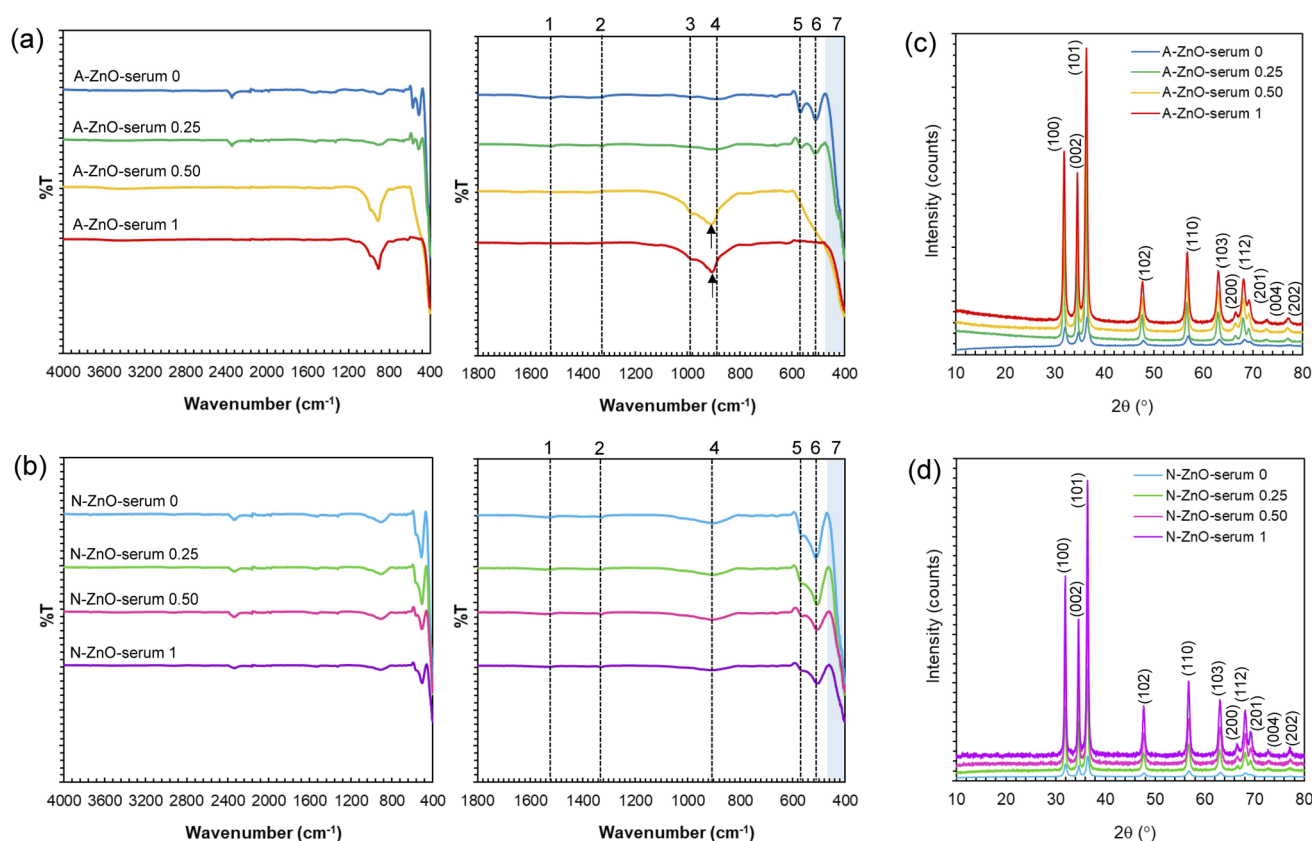 (a)
%T
A-ZnO-serum 0
A-ZnO-serum 0.25
A-ZnO-serum 0.50
A-ZnO-serum 1
4000 3600 3200 2800 2400 2000 1600 1200 800 400
Wavenumber (cm⁻¹)
1 2 3 4 5 6 7
%T
1800 1600 1400 1200 1000 800 600 400
Wavenumber (cm⁻¹)
(c)
Intensity (counts)
A-ZnO-serum 0
A-ZnO-serum 0.25
A-ZnO-serum 0.50
A-ZnO-serum 1
(100)
(002)
(101)
(102)
(110)
(103)
(200)
(112)
(201)
(004)
(202)
10 20 30 40 50 60 70 80
2θ (°)
(b)
%T
N-ZnO-serum 0
N-ZnO-serum 0.25
N-ZnO-serum 0.50
N-ZnO-serum 1
4000 3600 3200 2800 2400 2000 1600 1200 800 400
Wavenumber (cm⁻¹)
1 2 4 5 6 7
%T
1800 1600 1400 1200 1000 800 600 400
Wavenumber (cm⁻¹)
(d)
Intensity (counts)
N-ZnO-serum 0
N-ZnO-serum 0.25
N-ZnO-serum 0.50
N-ZnO-serum 1
(100)
(002)
(101)
(102)
(110)
(103)
(200)
(112)
(201)
(004)
(202)
10 20 30 40 50 60 70 80
2θ (°)